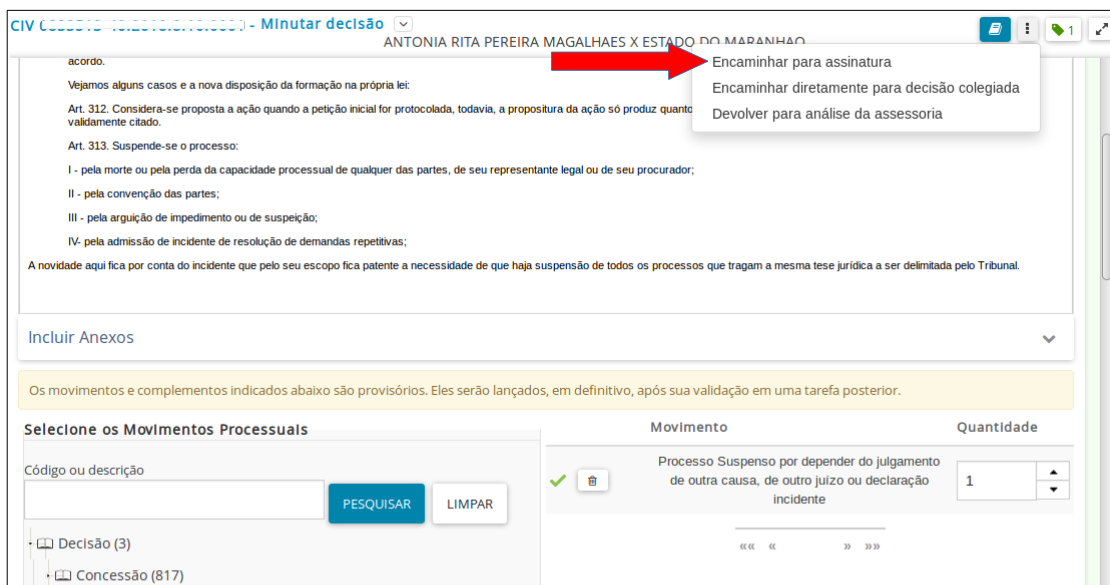 CIV
- Minutar decisão
1
ANTONIA RITA PEREIRA MAGALHAES X ESTADO DO MARANHAO
Encaminhar para assinatura
Encaminhar diretamente para decisão colegiada
Devolver para análise da assessoria
acordo.
Vejamos alguns casos e a nova disposição da formação na própria lei:
Art. 312. Considera-se proposta a ação quando a petição inicial for protocolada, todavia, a propositura da ação só produz quanto
validamente citado.
Art. 313. Suspende-se o processo:
I - pela morte ou pela perda da capacidade processual de qualquer das partes, de seu representante legal ou de seu procurador;
II - pela convenção das partes;
III - pela arguição de impedimento ou de suspeição;
IV- pela admissão de incidente de resolução de demandas repetitivas;
A novidade aqui fica por conta do incidente que pelo seu escopo fica patente a necessidade de que haja suspensão de todos os processos que tragam a mesma tese jurídica a ser delimitada pelo Tribunal.
Incluir Anexos
Os movimentos e complementos indicados abaixo são provisórios. Eles serão lançados, em definitivo, após sua validação em uma tarefa posterior.
Selecione os Movimentos Processuais
Código ou descrição
PESQUISAR
LIMPAR
Decisão (3)
Concessão (817)
Movimento
Quantidade
Processo Suspenso por depender do julgamento
de outra causa, de outro juízo ou declaração
incidente
1
«« « » »»